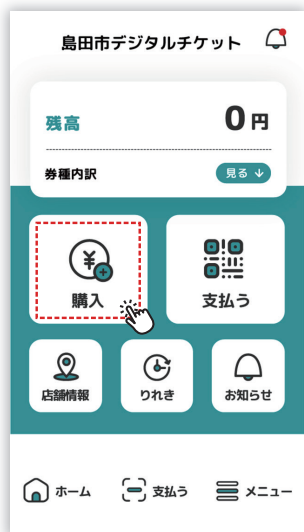 島田市デジタルチケット
残高 0円
券種内訳 見る ↓
購入 支払う
店舗情報 りれき お知らせ
ホーム 支払う メニュー